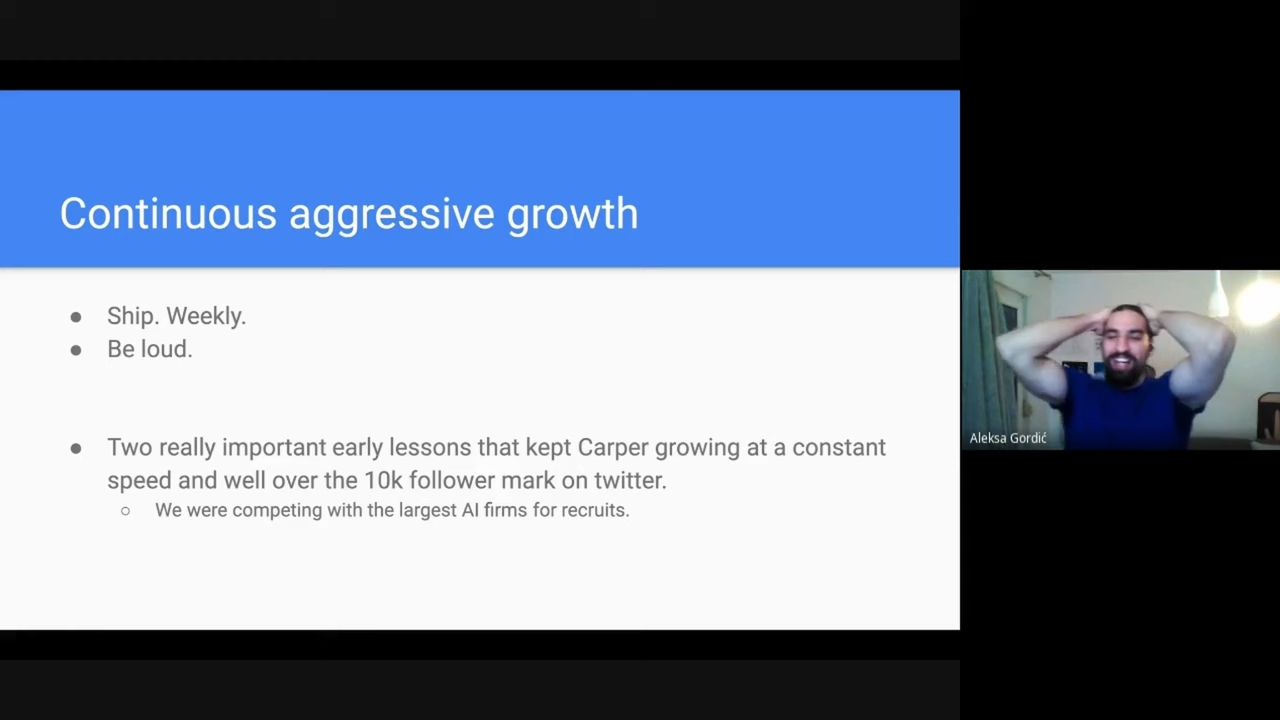 Continuous aggressive growth
● Ship. Weekly.
● Be loud.
● Two really important early lessons that kept Carper growing at a constant
speed and well over the 10k follower mark on twitter.
○ We were competing with the largest AI firms for recruits.
Aleksa Gordić